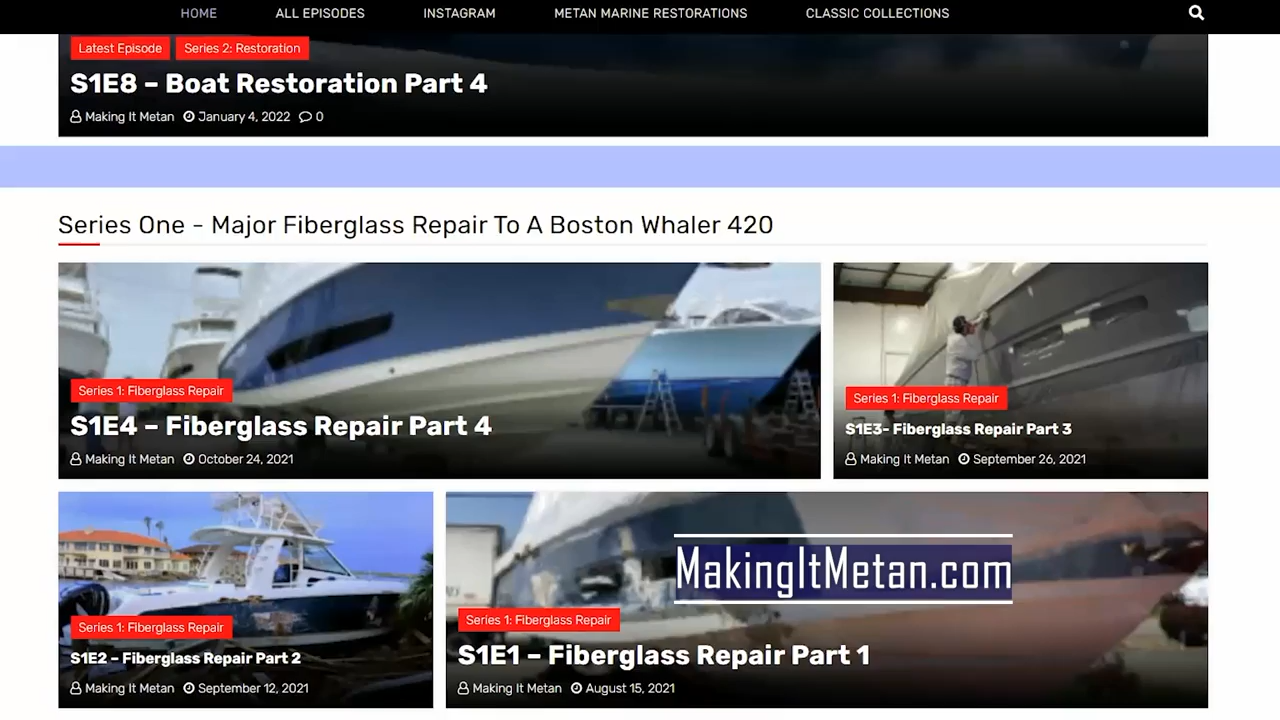 HOME ALL EPISODES INSTAGRAM METAN MARINE RESTORATIONS CLASSIC COLLECTIONS
Latest Episode Series 2: Restoration
S1E8 – Boat Restoration Part 4
Making It Metan January 4, 2022 0
Series One - Major Fiberglass Repair To A Boston Whaler 420
Series 1: Fiberglass Repair
S1E4 – Fiberglass Repair Part 4
Making It Metan October 24, 2021
Series 1: Fiberglass Repair
S1E3- Fiberglass Repair Part 3
Making It Metan September 26, 2021
Series 1: Fiberglass Repair
S1E2 – Fiberglass Repair Part 2
Making It Metan September 12, 2021
MakingItMetan.com
Series 1: Fiberglass Repair
S1E1 – Fiberglass Repair Part 1
Making It Metan August 15, 2021